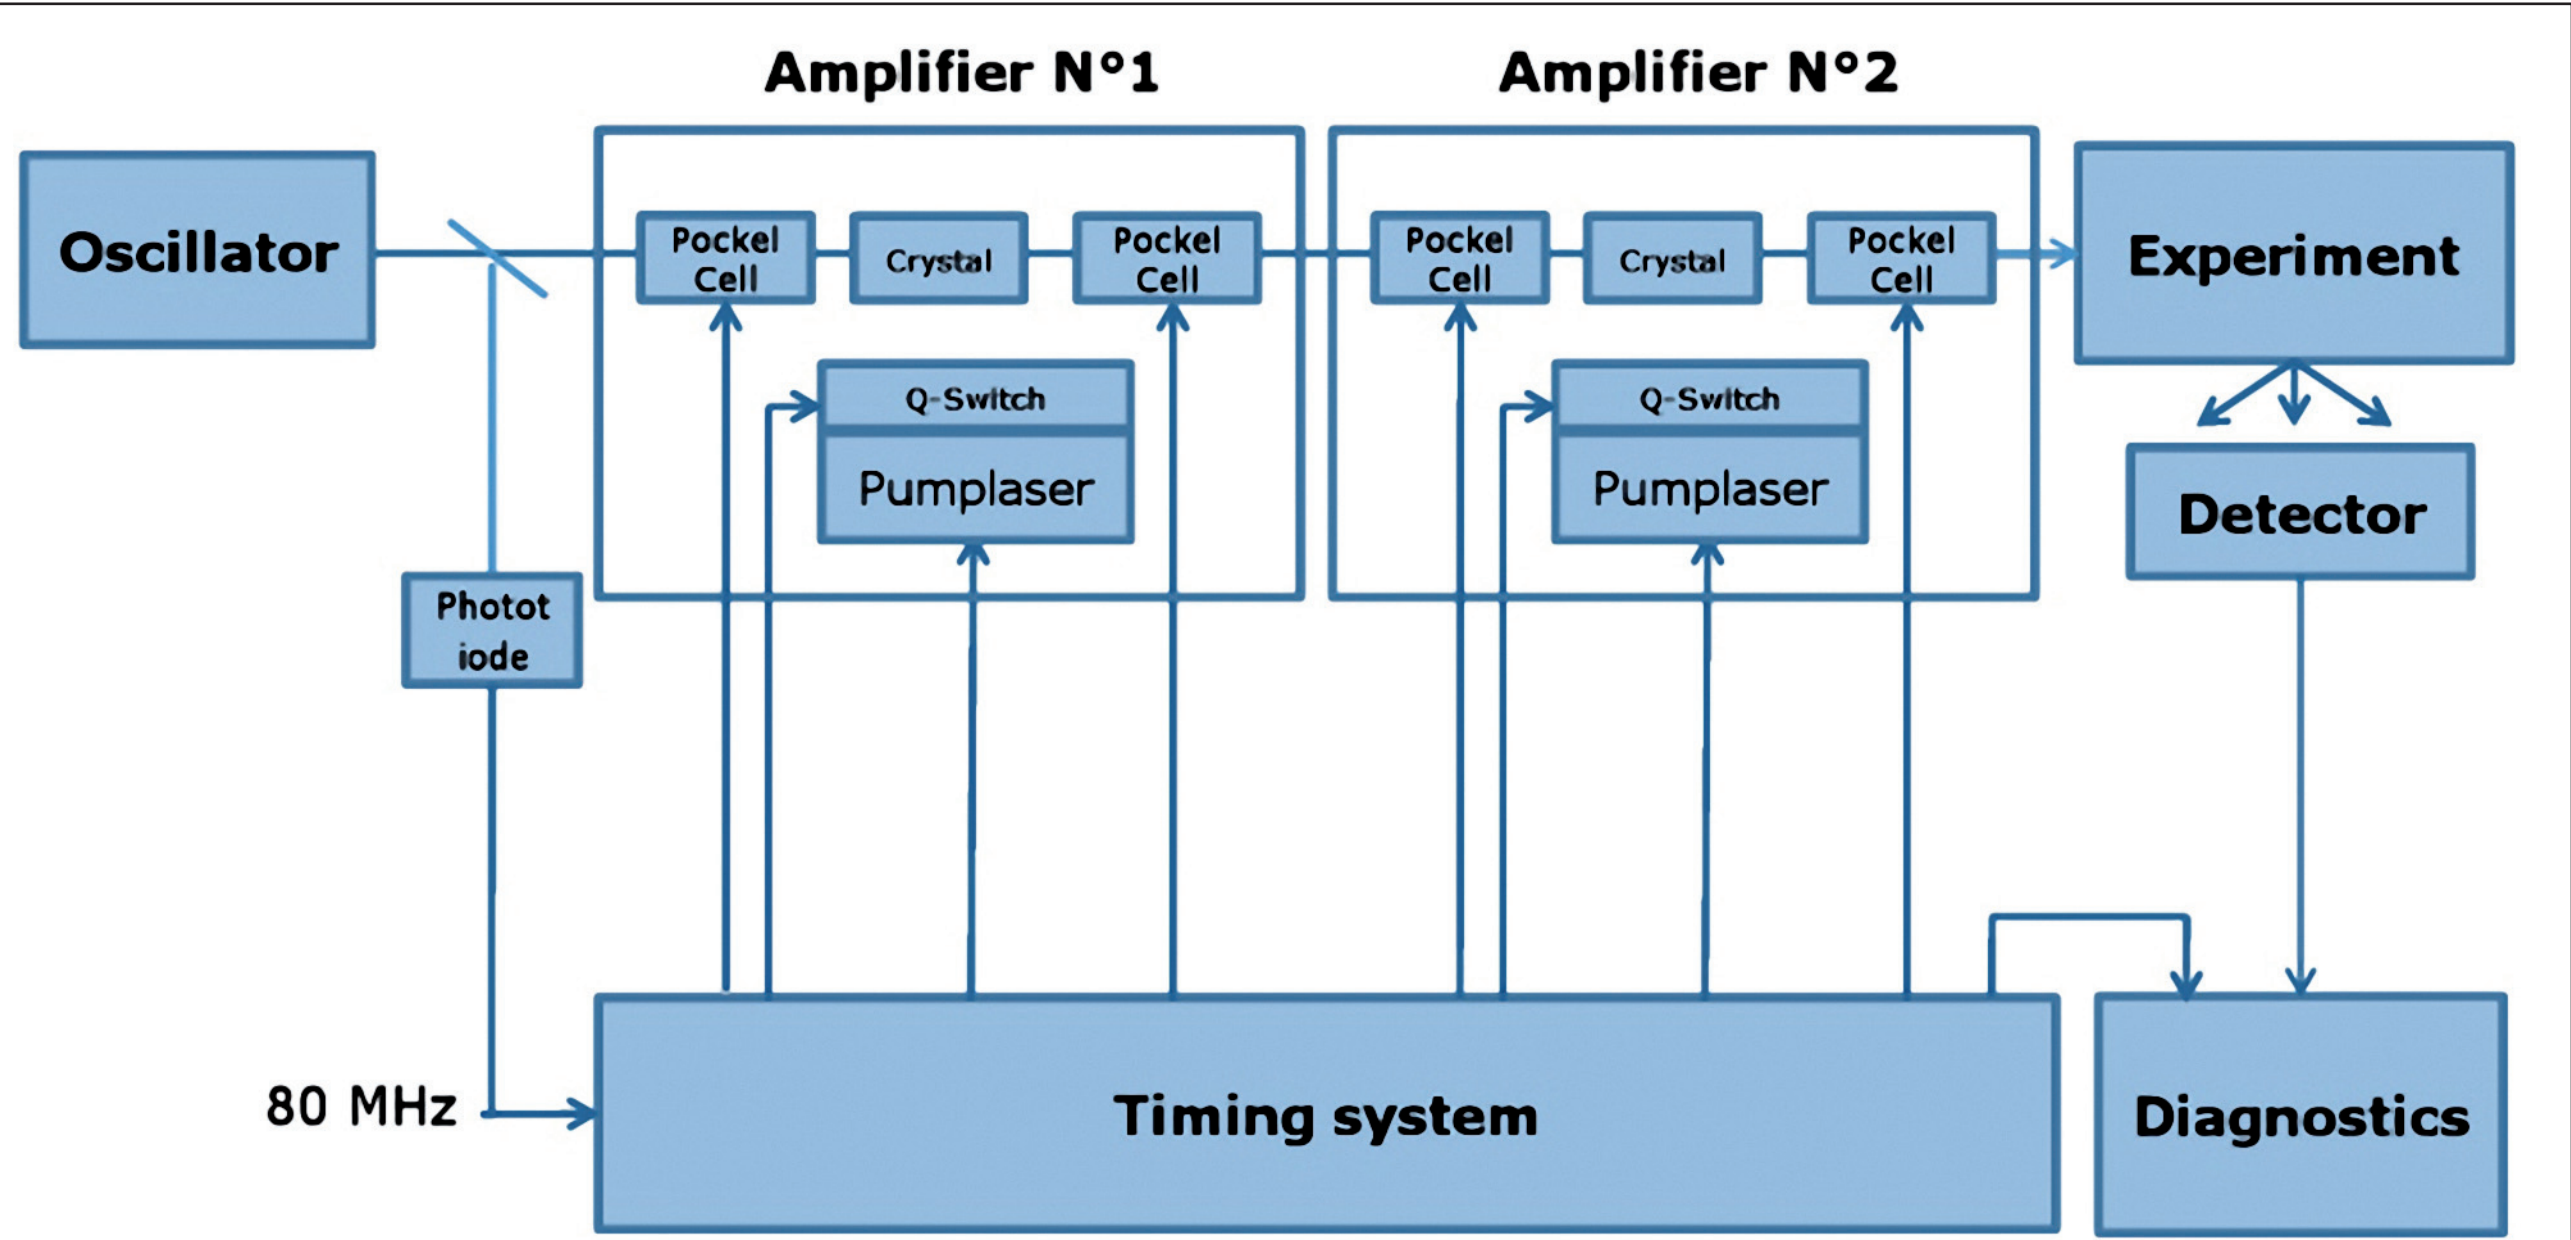 Amplifier N°1
Amplifier N°2
Oscillator
Pockel
Cell
Crystal
Pockel
Cell
Pockel
Cell
Crystal
Pockel
Cell
Experiment
Q-Switch
Pumplaser
Q-Switch
Pumplaser
Detector
Photot
iode
80 MHz
Timing system
Diagnostics